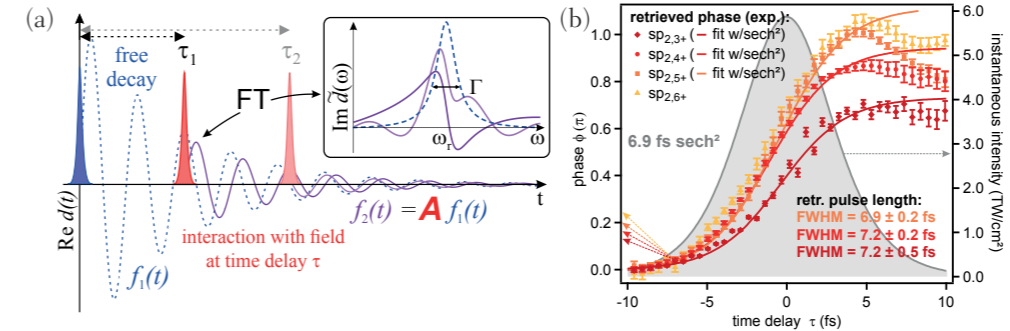 (a)
τ₁
τ₂
free
decay
FT
Im d̃(ω)
Γ
ωᵣ
ω
Re d(t)
t
f₂(t) = A f₁(t)
interaction with field
at time delay τ
f₁(t)
(b)
retrieved phase (exp.):
sp₂,₃₊ (– fit w/sech²)
sp₂,₄₊ (– fit w/sech²)
sp₂,₅₊ (– fit w/sech²)
sp₂,₆₊
6.9 fs sech²
retr. pulse length:
FWHM = 6.9 ± 0.2 fs
FWHM = 7.2 ± 0.2 fs
FWHM = 7.2 ± 0.5 fs
phase ϕ (π)
1.0
0.8
0.6
0.4
0.2
0.0
-10
-5
0
5
10
time delay τ (fs)
6.0
5.0
4.0
3.0
2.0
1.0
0.0
instantaneous intensity (TW/cm²)